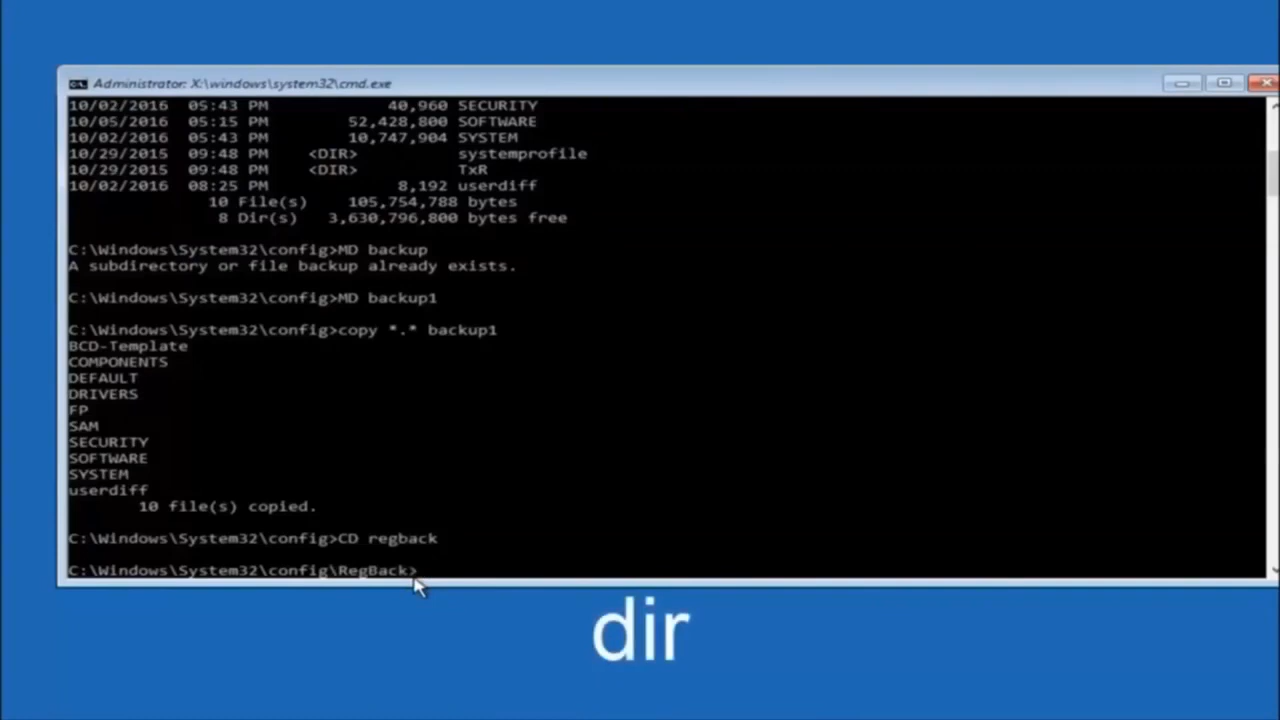 Administrator: X:\windows\system32\cmd.exe
10/02/2016  05:43 PM            40,960 SECURITY
10/05/2016  05:15 PM        52,428,800 SOFTWARE
10/02/2016  05:43 PM        10,747,904 SYSTEM
10/29/2015  09:48 PM    <DIR>          systemprofile
10/29/2015  09:48 PM    <DIR>          TxR
10/02/2016  08:25 PM             8,192 userdiff
              10 File(s)    105,754,788 bytes
               8 Dir(s)   3,630,796,800 bytes free
C:\Windows\System32\config>MD backup
A subdirectory or file backup already exists.
C:\Windows\System32\config>MD backup1
C:\Windows\System32\config>copy *.* backup1
BCD-Template
COMPONENTS
DEFAULT
DRIVERS
FP
SAM
SECURITY
SOFTWARE
SYSTEM
userdiff
       10 file(s) copied.
C:\Windows\System32\config>CD regback
C:\Windows\System32\config\RegBack>
dir